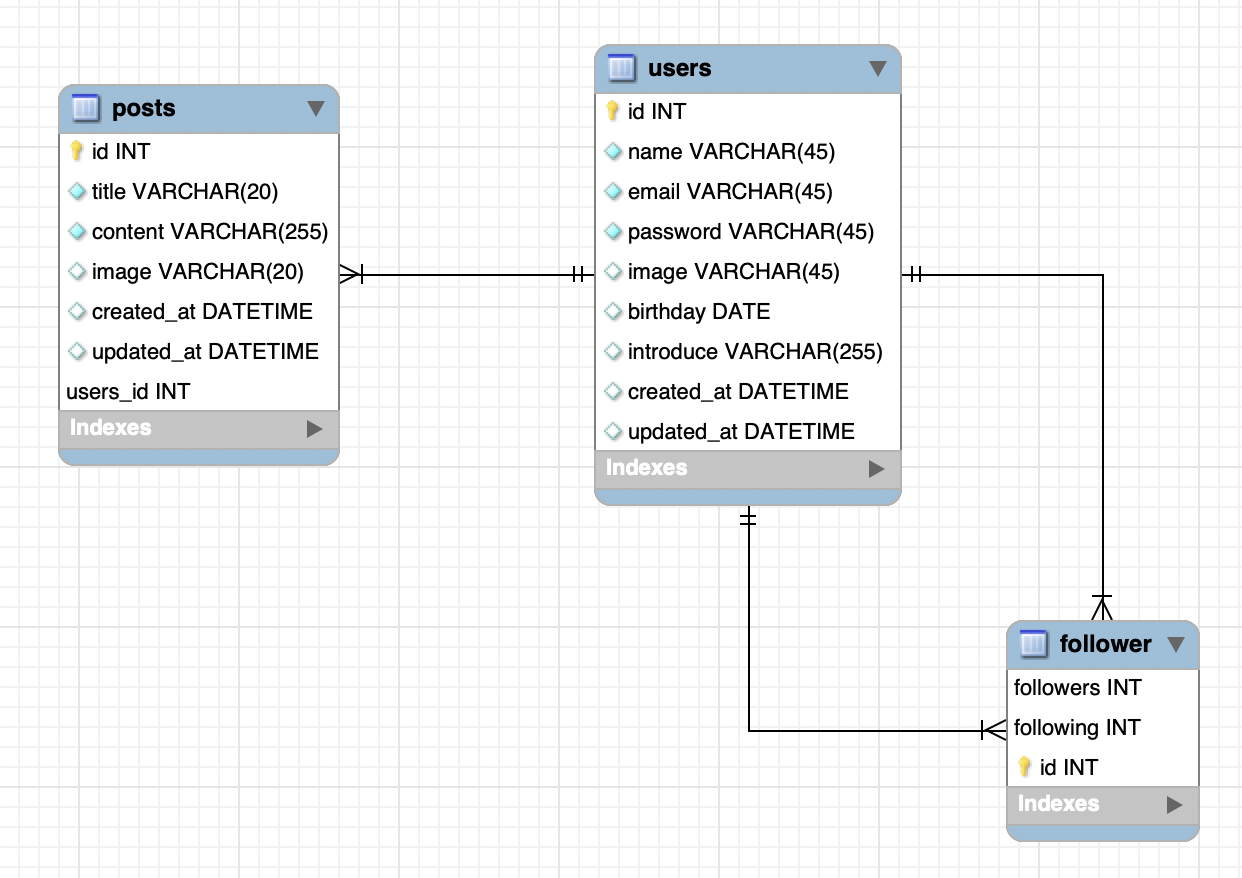 posts
id INT
title VARCHAR(20)
content VARCHAR(255)
image VARCHAR(20)
created_at DATETIME
updated_at DATETIME
users_id INT
Indexes
users
id INT
name VARCHAR(45)
email VARCHAR(45)
password VARCHAR(45)
image VARCHAR(45)
birthday DATE
introduce VARCHAR(255)
created_at DATETIME
updated_at DATETIME
Indexes
follower
followers INT
following INT
id INT
Indexes